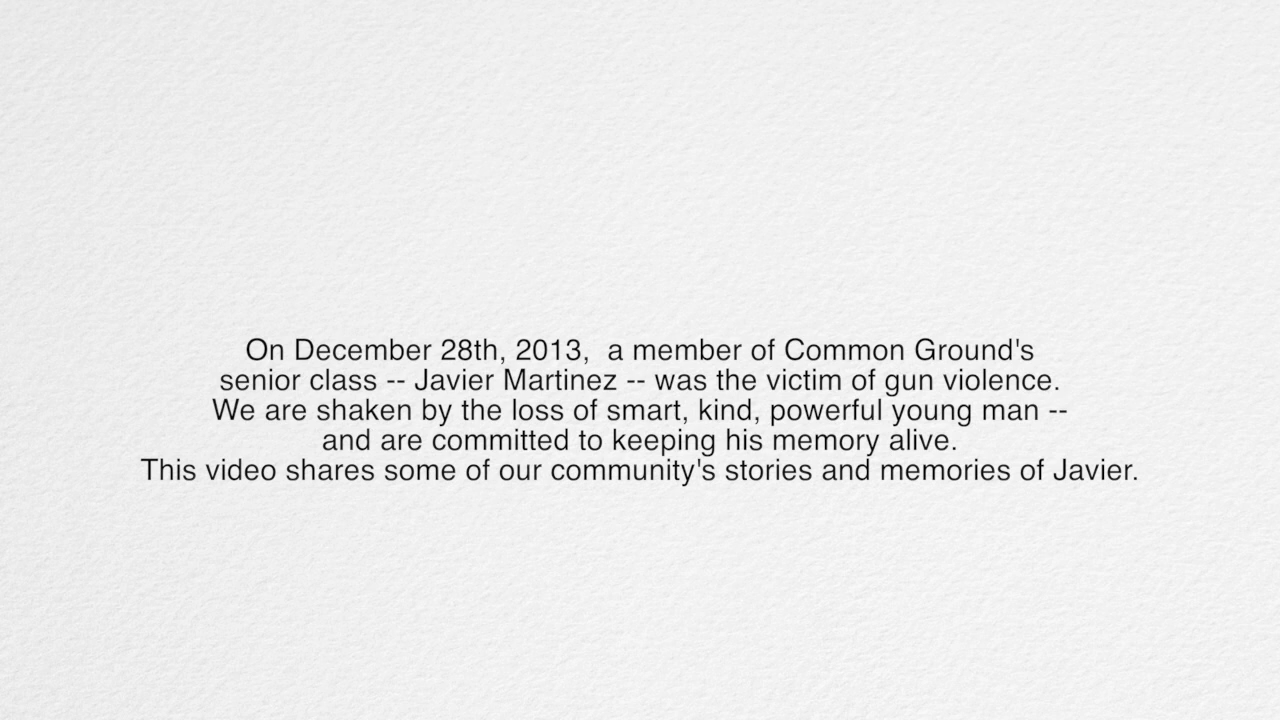 On December 28th, 2013,  a member of Common Ground's
senior class -- Javier Martinez -- was the victim of gun violence.
We are shaken by the loss of smart, kind, powerful young man --
and are committed to keeping his memory alive.
This video shares some of our community's stories and memories of Javier.